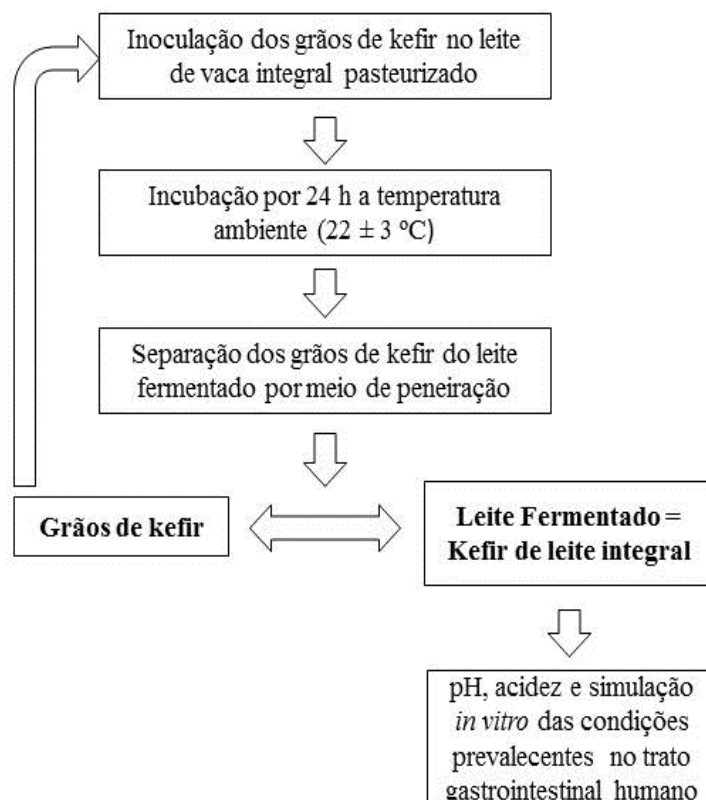 Inoculação dos grãos de kefir no leite
de vaca integral pasteurizado
Incubação por 24 h a temperatura
ambiente (22 ± 3 ºC)
Separação dos grãos de kefir do leite
fermentado por meio de peneiração
Grãos de kefir
Leite Fermentado =
Kefir de leite integral
pH, acidez e simulação
in vitro das condições
prevalecentes no trato
gastrointestinal humano